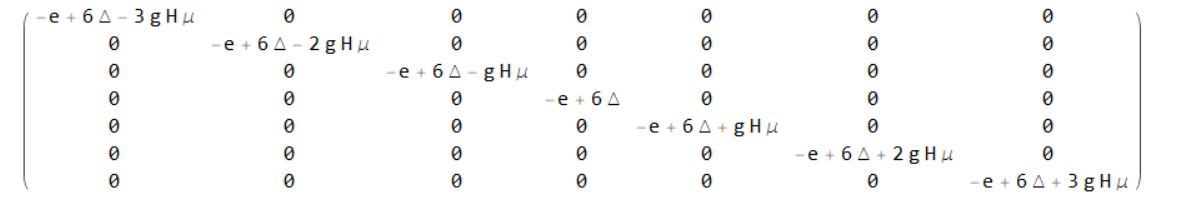 -e + 6 Δ - 3 g H μ 0 0 0 0 0 0
0 -e + 6 Δ - 2 g H μ 0 0 0 0 0
0 0 -e + 6 Δ - g H μ 0 0 0 0
0 0 0 -e + 6 Δ 0 0 0
0 0 0 0 -e + 6 Δ + g H μ 0 0
0 0 0 0 0 -e + 6 Δ + 2 g H μ 0
0 0 0 0 0 0 -e + 6 Δ + 3 g H μ